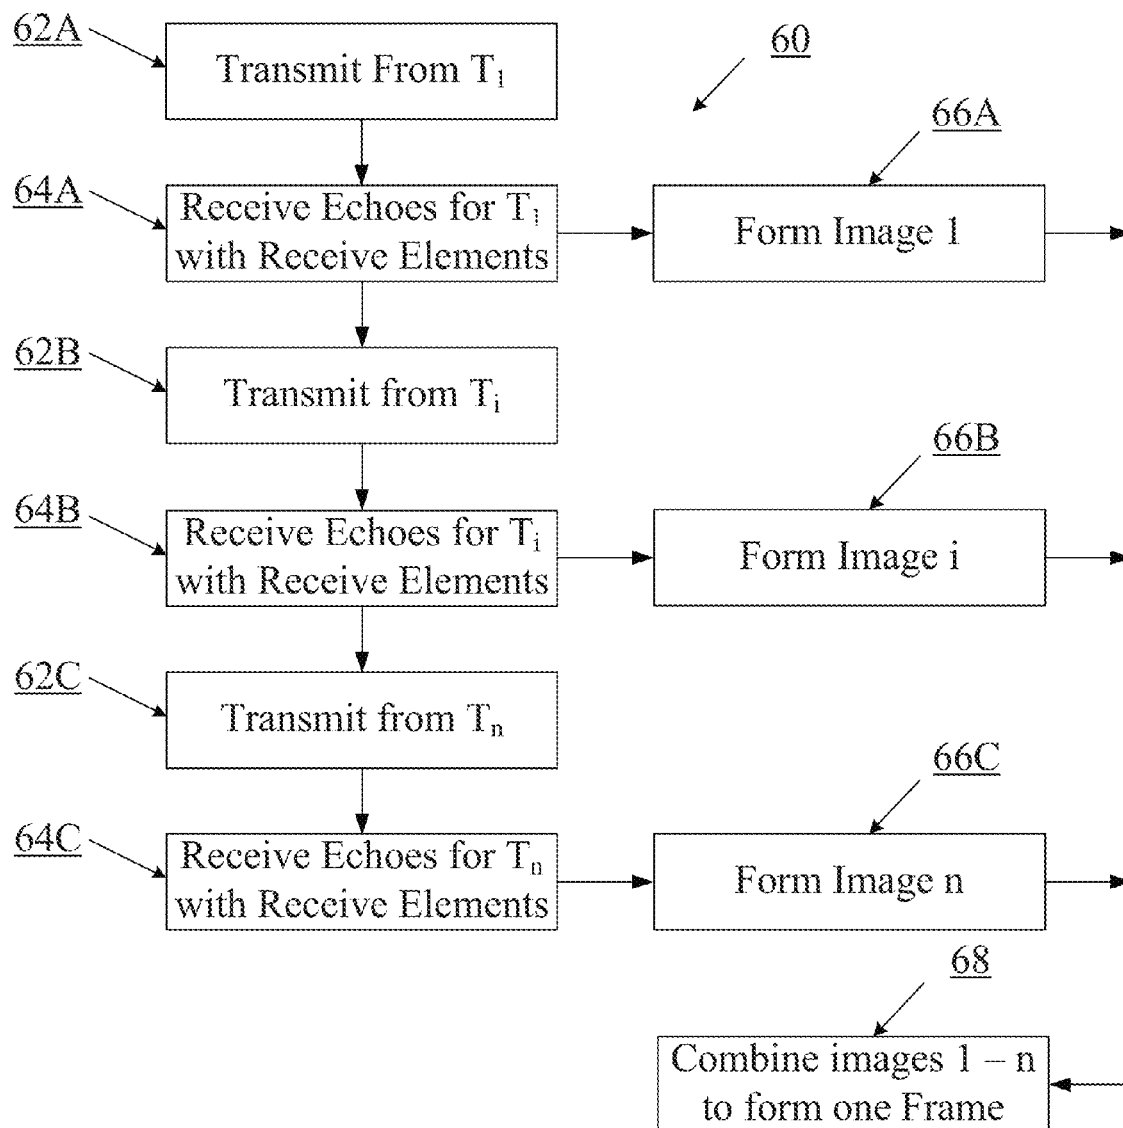 62A
Transmit From T₁
60
66A
64A
Receive Echoes for T₁
with Receive Elements
Form Image 1
62B
Transmit from Tᵢ
66B
64B
Receive Echoes for Tᵢ
with Receive Elements
Form Image i
62C
Transmit from Tₙ
66C
64C
Receive Echoes for Tₙ
with Receive Elements
Form Image n
68
Combine images 1 – n
to form one Frame